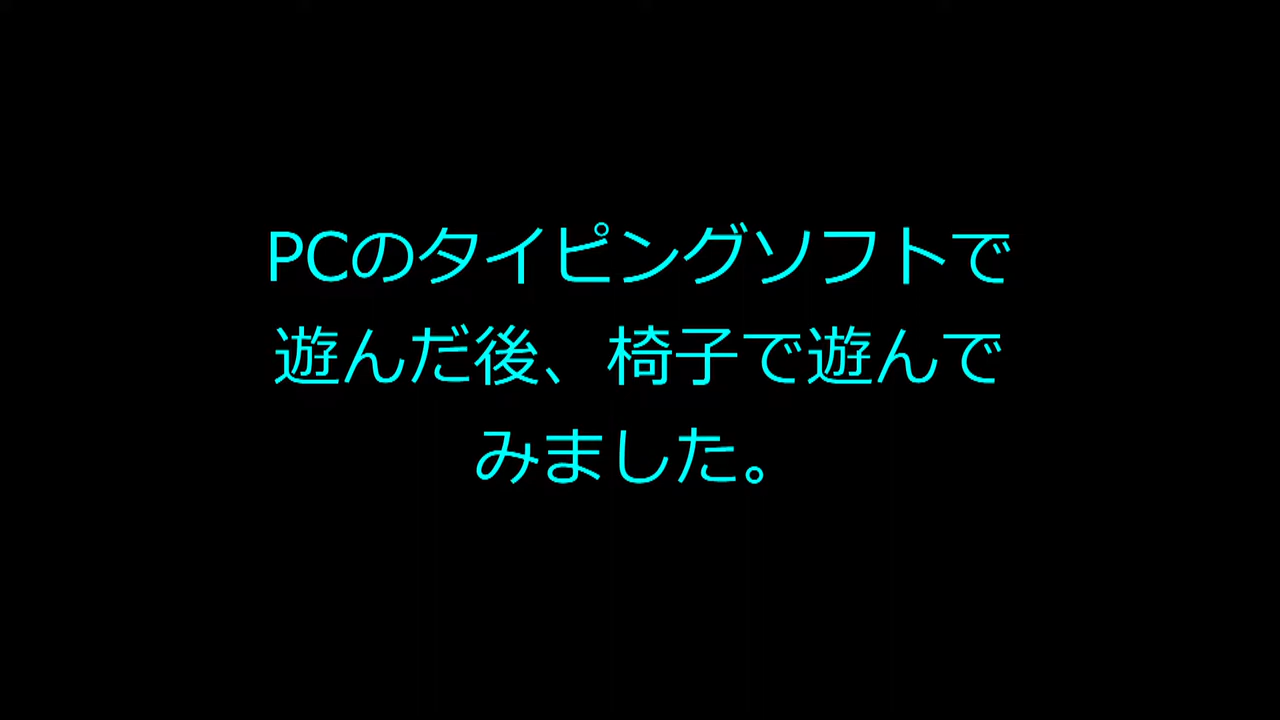 PCのタイピングソフトで
遊んだ後、椅子で遊んで
みました。